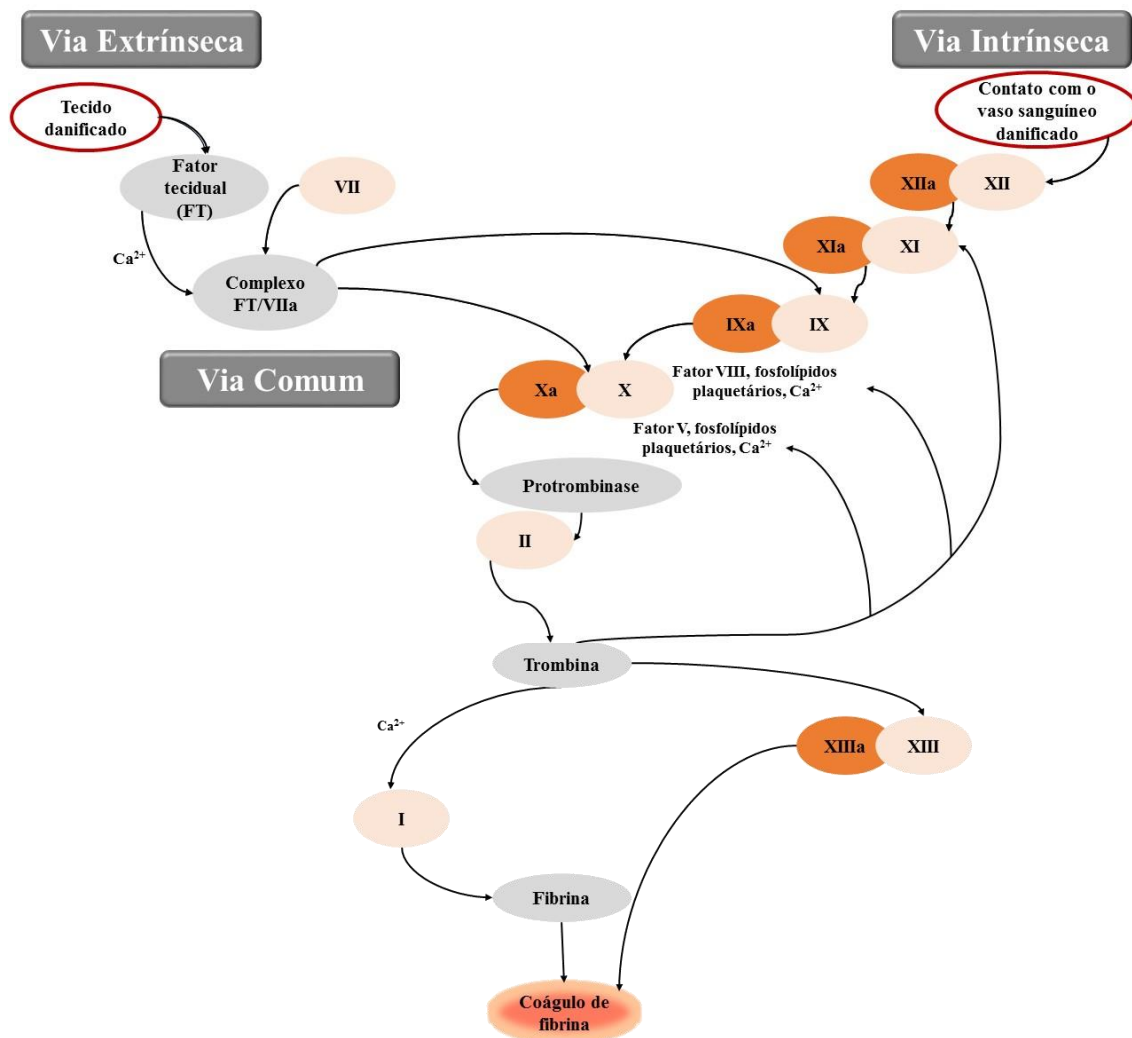 Via Extrínseca
Via Intrínseca
Tecido
danificado
Contato com o
vaso sanguíneo
danificado
Fator
tecidual
(FT)
VII
XIIa
XII
Ca²⁺
XIa
XI
Complexo
FT/VIIa
IXa
IX
Via Comum
Xa
X
Fator VIII, fosfolípidos
plaquetários, Ca²⁺
Fator V, fosfolípidos
plaquetários, Ca²⁺
Protrombinase
II
Trombina
Ca²⁺
XIIIa
XIII
I
Fibrina
Coágulo de
fibrina